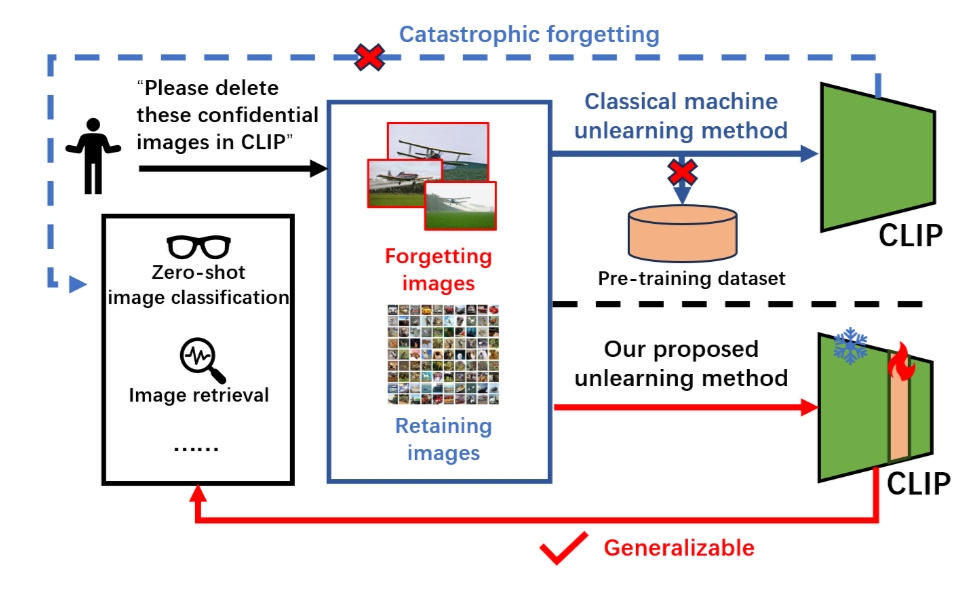 Catastrophic forgetting
“Please delete
these confidential
images in CLIP”
Classical machine
unlearning method
CLIP
Pre-training dataset
Forgetting
images
Retaining
images
Zero-shot
image classification
Image retrieval
......
Our proposed
unlearning method
CLIP
Generalizable